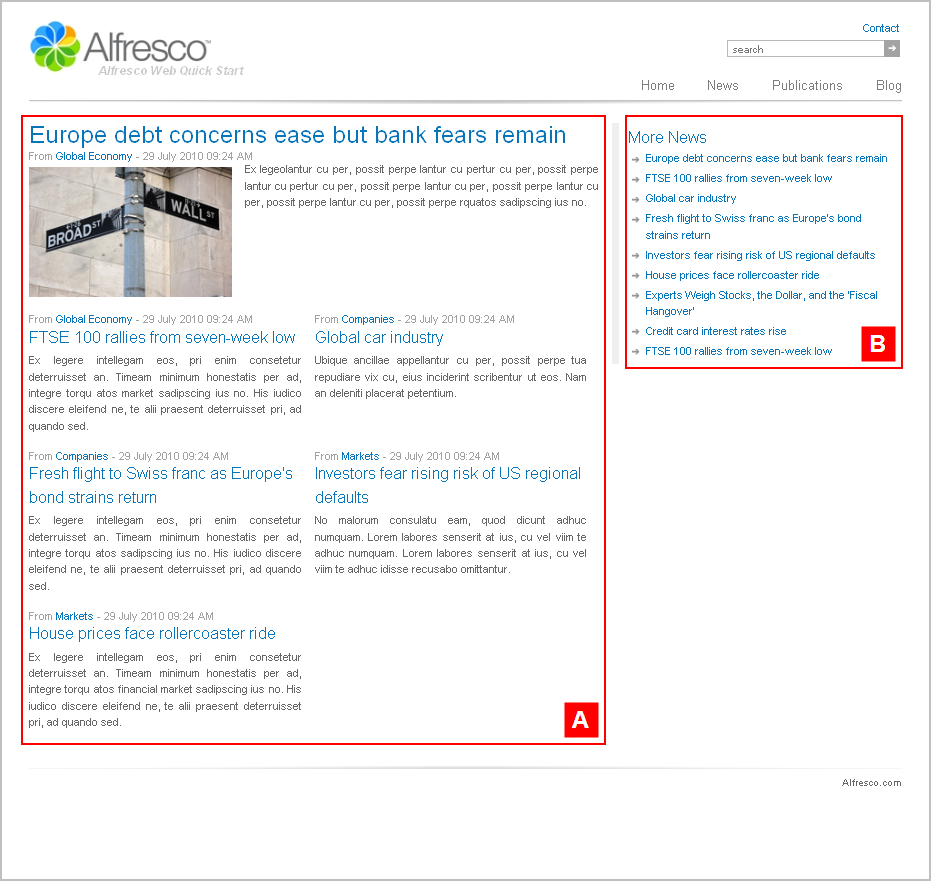 Alfresco™
Alfresco Web Quick Start
Contact
search
Home News Publications Blog
Europe debt concerns ease but bank fears remain
From Global Economy - 29 July 2010 09:24 AM
Ex legeolantur cu per, possit perpe lantur cu pertur cu per, possit perpe
lantur cu pertur cu per, possit perpe lantur cu per, possit perpe lantur cu
per, possit perpe lantur cu per, possit perpe rquatos sadipscing ius no.
BROAD ST
WALL ST
From Global Economy - 29 July 2010 09:24 AM
FTSE 100 rallies from seven-week low
Ex legere intellegam eos, pri enim consetetur
deterruisset an. Timeam minimum honestatis per ad,
integre torqu atos market sadipscing ius no. His iudico
discere eleifend ne, te alii praesent deterruisset pri, ad
quando sed.
From Companies - 29 July 2010 09:24 AM
Global car industry
Ubique ancillae appellantur cu per, possit perpe tua
repudiare vix cu, eius inciderint scribentur ut eos. Nam
an deleniti placerat petentium.
From Companies - 29 July 2010 09:24 AM
Fresh flight to Swiss franc as Europe's
bond strains return
Ex legere intellegam eos, pri enim consetetur
deterruisset an. Timeam minimum honestatis per ad,
integre torqu atos sadipscing ius no. His iudico discere
eleifend ne, te alii praesent deterruisset pri, ad quando
sed.
From Markets - 29 July 2010 09:24 AM
Investors fear rising risk of US regional
defaults
No malorum consulatu eam, quod dicunt adhuc
numquam. Lorem labores senserit at ius, cu vel viim te
adhuc numquam. Lorem labores senserit at ius, cu vel
viim te adhuc idisse recusabo omittantur.
From Markets - 29 July 2010 09:24 AM
House prices face rollercoaster ride
Ex legere intellegam eos, pri enim consetetur
deterruisset an. Timeam minimum honestatis per ad,
integre torqu atos financial market sadipscing ius no. His
iudico discere eleifend ne, te alii praesent deterruisset
pri, ad quando sed.
A
More News
Europe debt concerns ease but bank fears remain
FTSE 100 rallies from seven-week low
Global car industry
Fresh flight to Swiss franc as Europe's bond
strains return
Investors fear rising risk of US regional defaults
House prices face rollercoaster ride
Experts Weigh Stocks, the Dollar, and the 'Fiscal
Hangover'
Credit card interest rates rise
FTSE 100 rallies from seven-week low
B
Alfresco.com